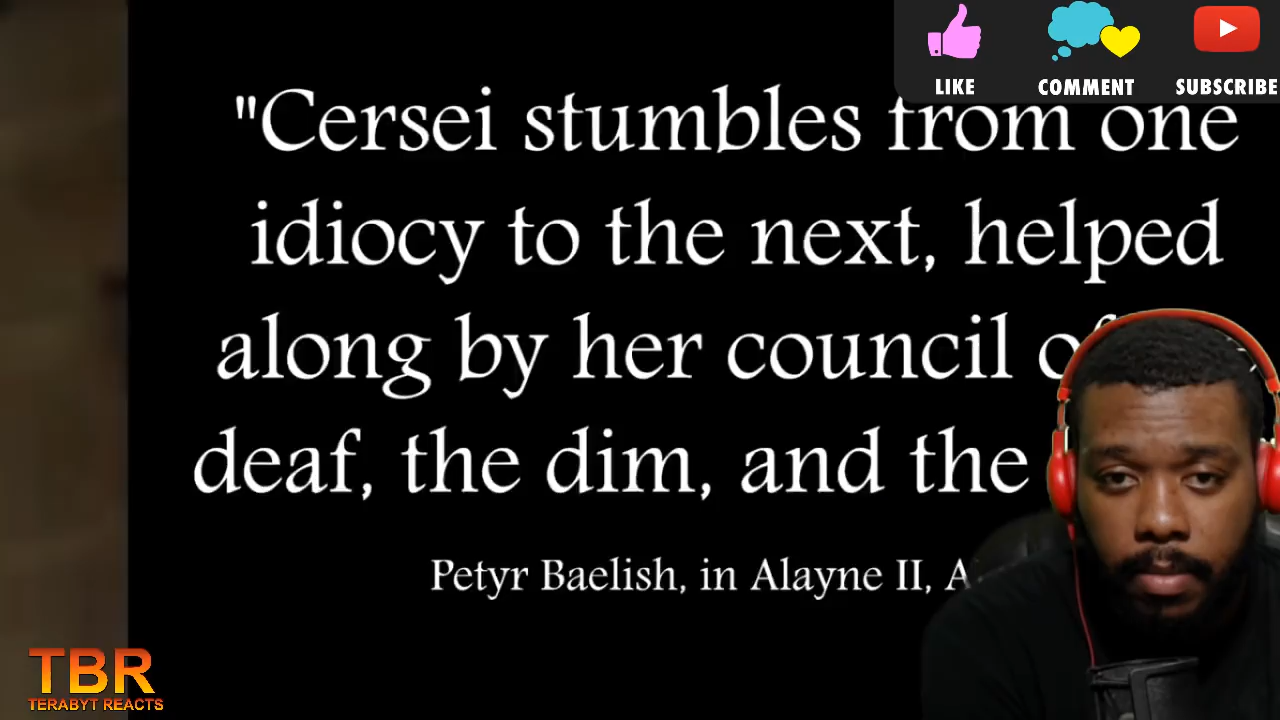 LIKE
COMMENT
SUBSCRIBE
"Cersei stumbles from one
idiocy to the next, helped
along by her council
deaf, the dim, and the
Petyr Baelish, in Alayne II,
TBR
TERABYT REACTS